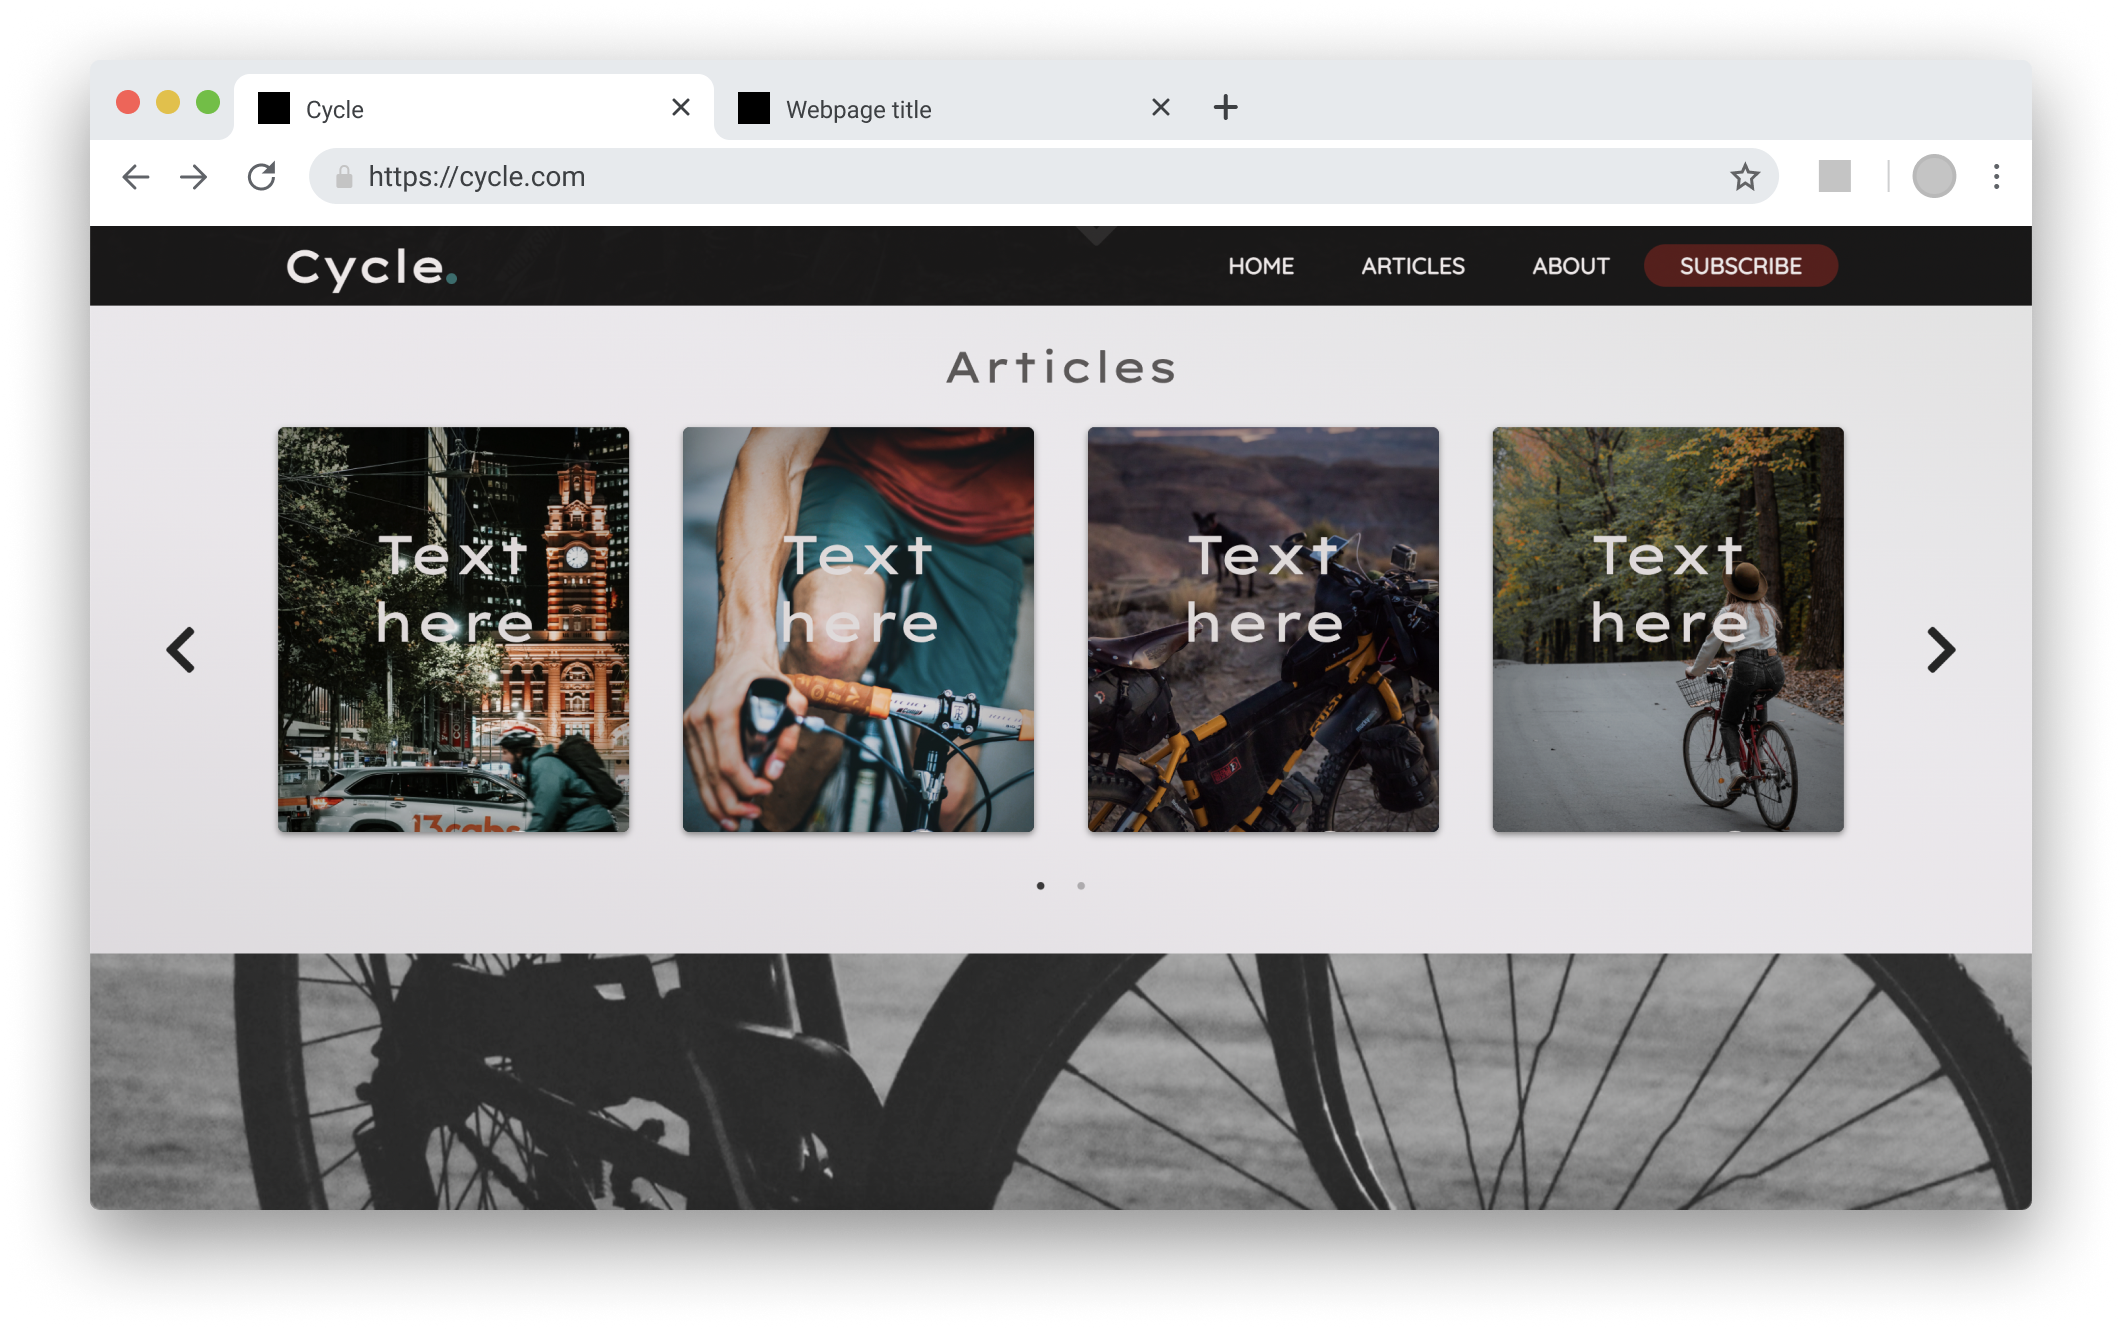 Cycle
Webpage title
https://cycle.com
Cycle.
HOME ARTICLES ABOUT SUBSCRIBE
Articles
Text
here
Text
here
Text
here
Text
here
13cabs